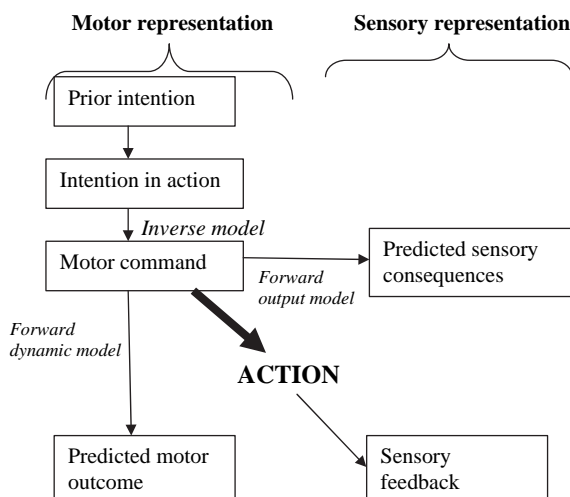 Motor representation
Sensory representation
Prior intention
Intention in action
Inverse model
Motor command
Predicted sensory
consequences
Forward
output model
Forward
dynamic model
ACTION
Predicted motor
outcome
Sensory
feedback